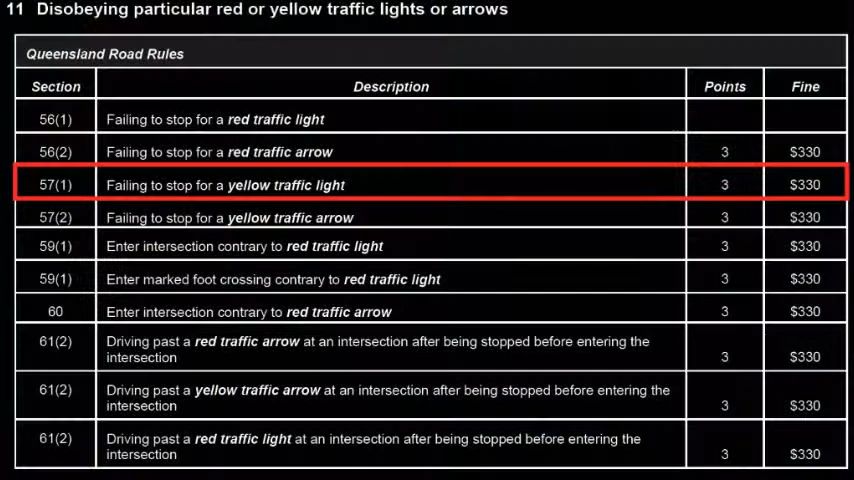 11 Disobeying particular red or yellow traffic lights or arrows
Queensland Road Rules
Section Description Points Fine
56(1) Failing to stop for a red traffic light
56(2) Failing to stop for a red traffic arrow 3 $330
57(1) Failing to stop for a yellow traffic light 3 $330
57(2) Failing to stop for a yellow traffic arrow 3 $330
59(1) Enter intersection contrary to red traffic light 3 $330
59(1) Enter marked foot crossing contrary to red traffic light 3 $330
60 Enter intersection contrary to red traffic arrow 3 $330
61(2) Driving past a red traffic arrow at an intersection after being stopped before entering the
intersection 3 $330
61(2) Driving past a yellow traffic arrow at an intersection after being stopped before entering the
intersection 3 $330
61(2) Driving past a red traffic light at an intersection after being stopped before entering the
intersection 3 $330